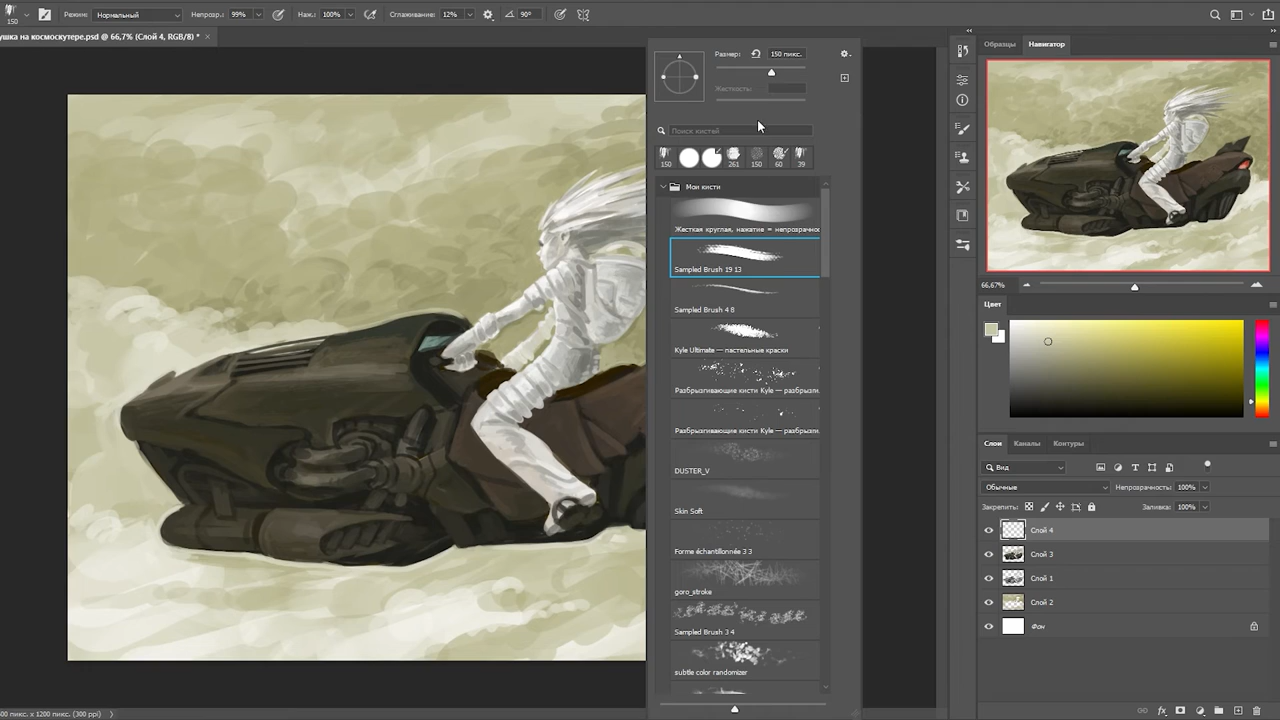 150
Режим:
Нормальный
Непрозр.:
99%
Наж.:
100%
Сглаживание:
12%
90°
ушка на космоскутере.psd @ 66,7% (Слой 4, RGB/8) *
Размер:
150 пикс.
Жесткость:
Поиск кистей
150
261
150
60
39
Мои кисти
Жесткая круглая, нажатие = непрозрачнос
Sampled Brush 19 13
Sampled Brush 4 8
Kyle Ultimate — пастельные краски
Разбрызгивающие кисти Kyle — разбрызги.
Разбрызгивающие кисти Kyle — разбрызги.
DUSTER_V
Skin Soft
Forme échantillonnée 3 3
goro_stroke
Sampled Brush 3 4
subtle color randomizer
Образцы
Навигатор
66,67%
Цвет
Слои
Каналы
Контуры
Вид
Обычные
Непрозрачность:
100%
Закрепить:
Заливка:
100%
Слой 4
Слой 3
Слой 1
Слой 2
Фон
00 пикс. x 1200 пикс. (300 ppi)